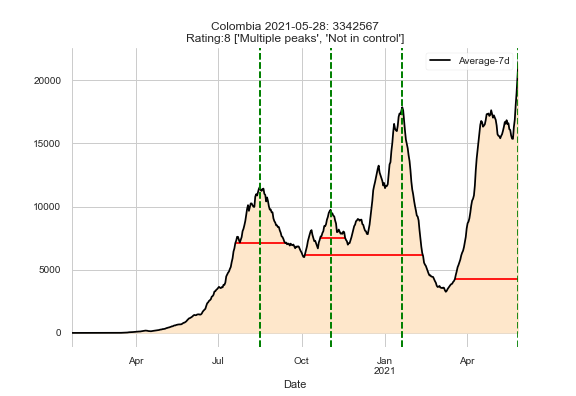 Colombia 2021-05-28: 3342567
Rating:8 ['Multiple peaks', 'Not in control']
Average-7d
20000
15000
10000
5000
0
Apr
Jul
Oct
Jan
2021
Apr
Date